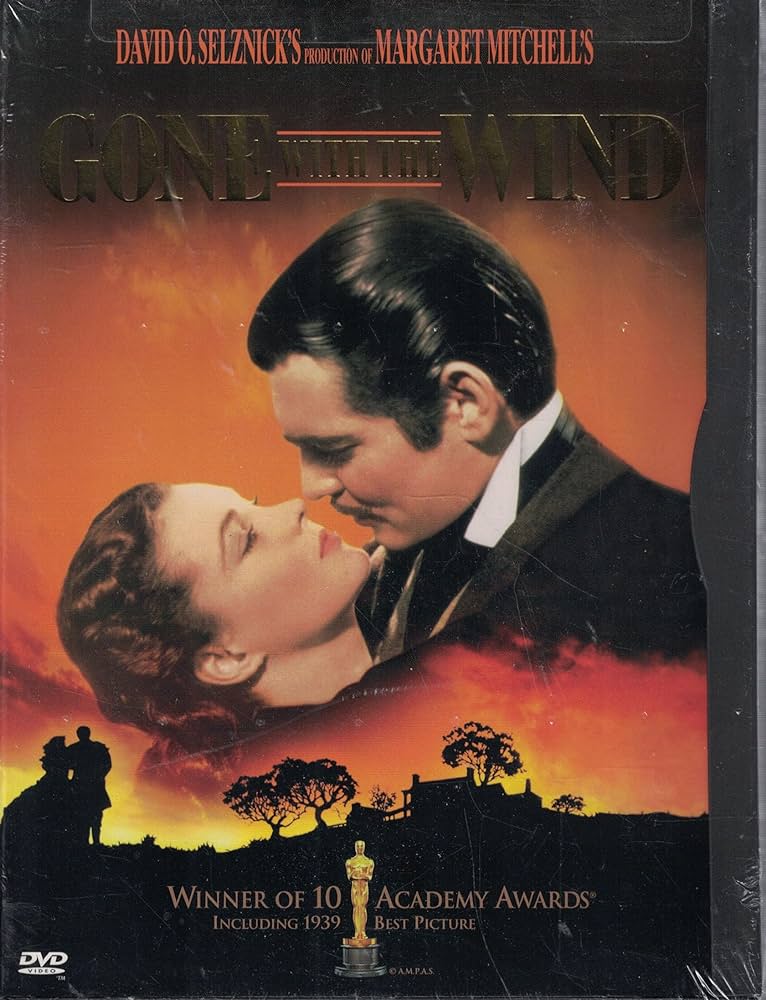 DAVID O. SELZNICK'S PRODUCTION OF MARGARET MITCHELL'S
GONE WITH THE WIND
WINNER OF 10 ACADEMY AWARDS®
INCLUDING 1939 BEST PICTURE
© A.M.P.A.S.
DVD
VIDEO
™